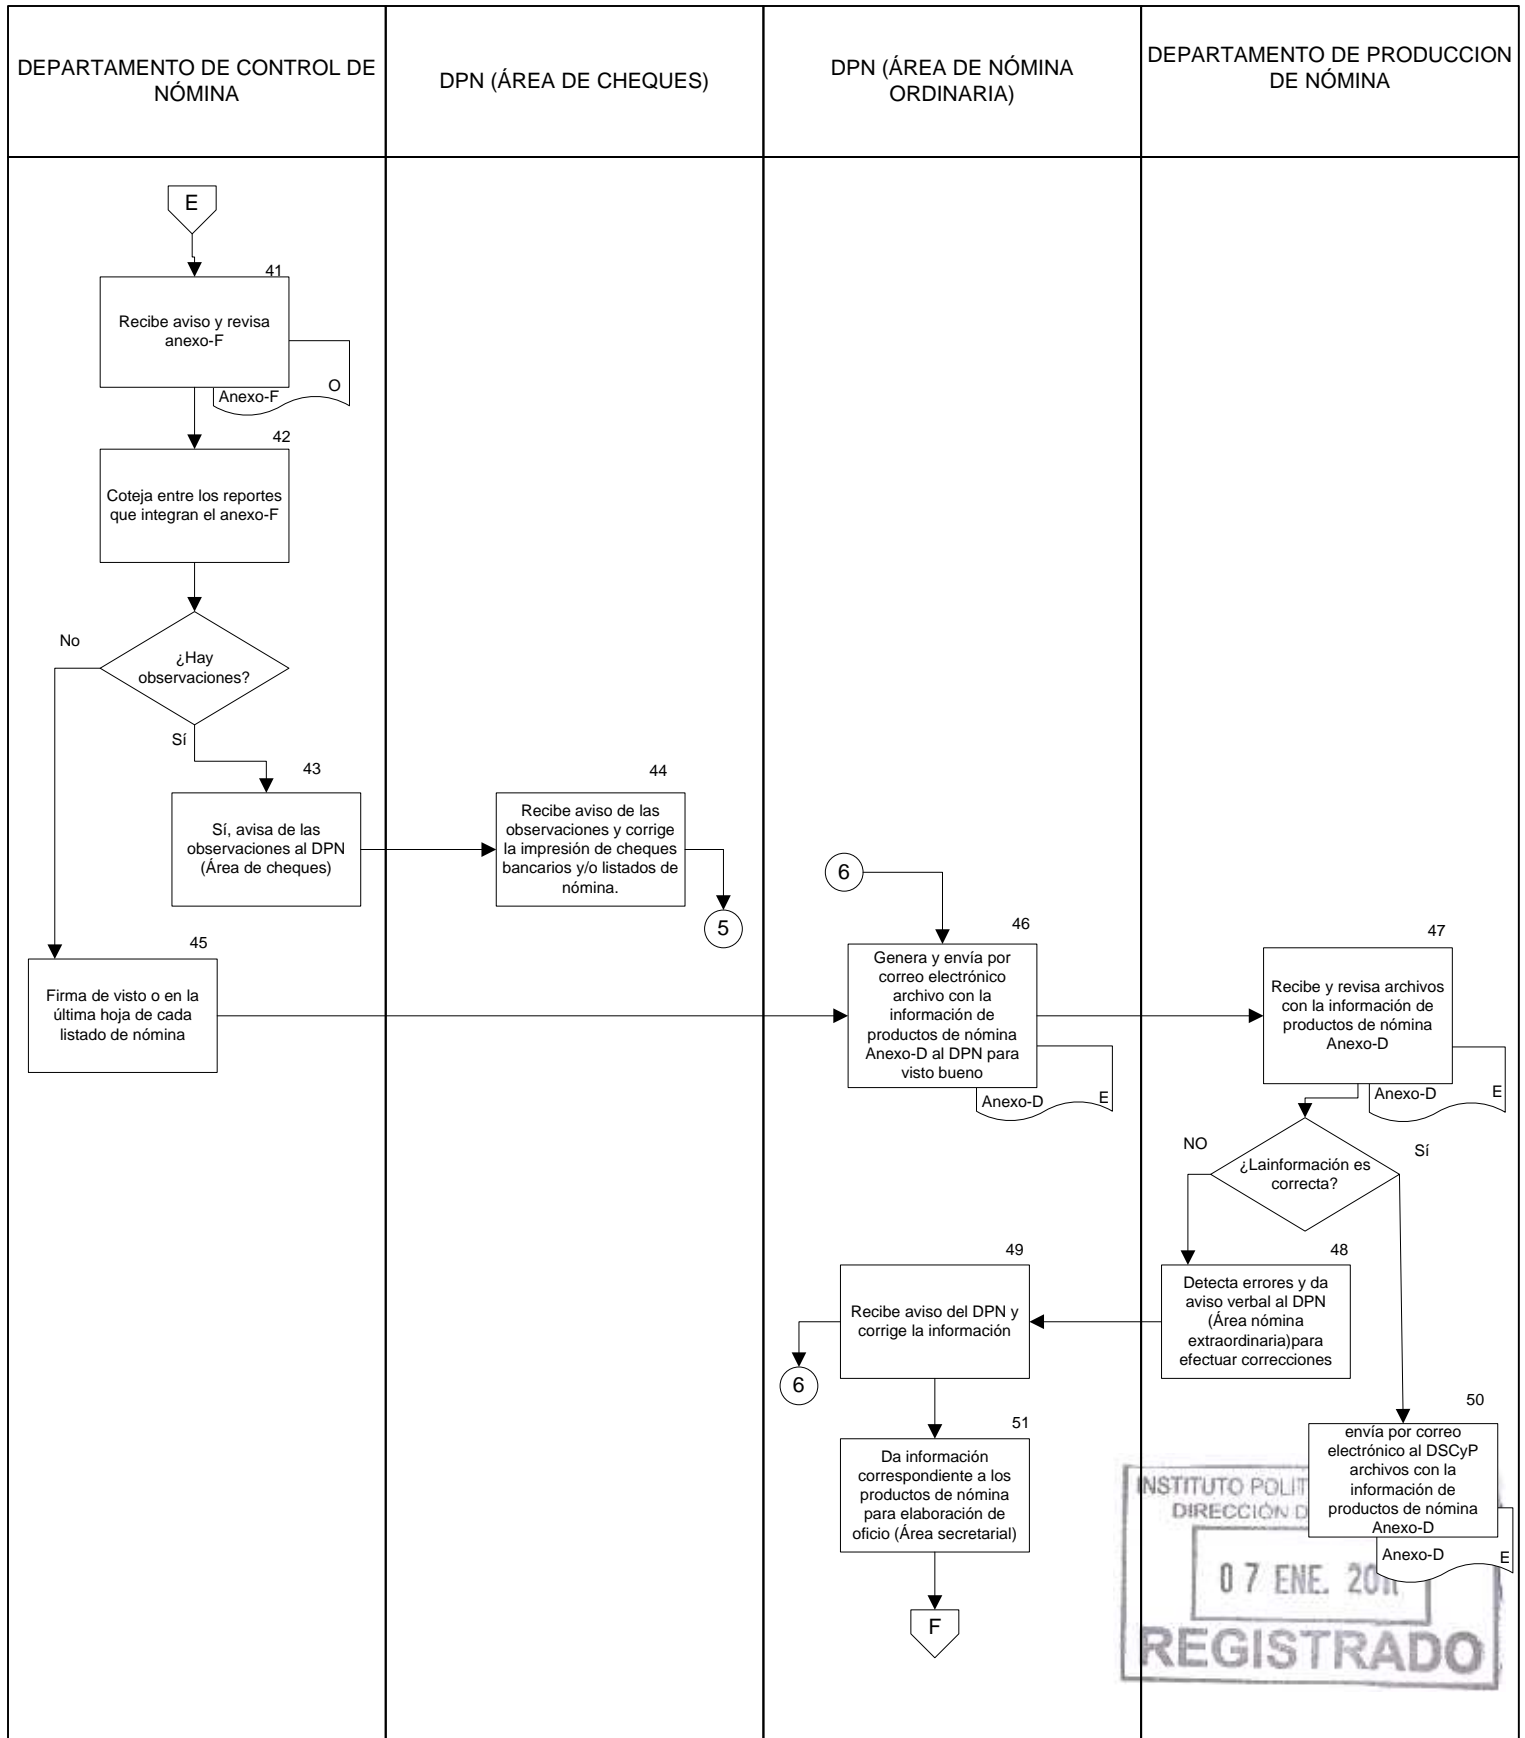 DEPARTAMENTO DE CONTROL DE
NÓMINA
DPN (ÁREA DE CHEQUES)
DPN (ÁREA DE NÓMINA
ORDINARIA)
DEPARTAMENTO DE PRODUCCION
DE NÓMINA
E
41
Recibe aviso y revisa
anexo-F
Anexo-F
O
42
Coteja entre los reportes
que integran el anexo-F
¿Hay
observaciones?
No
Sí
43
Sí, avisa de las
observaciones al DPN
(Área de cheques)
44
Recibe aviso de las
observaciones y corrige
la impresión de cheques
bancarios y/o listados de
nómina.
5
45
Firma de visto o en la
última hoja de cada
listado de nómina
6
46
Genera y envía por
correo electrónico
archivo con la
información de
productos de nómina
Anexo-D al DPN para
visto bueno
Anexo-D
E
47
Recibe y revisa archivos
con la información de
productos de nómina
Anexo-D
Anexo-D
E
¿Lainformación es
correcta?
NO
Sí
48
Detecta errores y da
aviso verbal al DPN
(Área nómina
extraordinaria)para
efectuar correcciones
49
Recibe aviso del DPN y
corrige la información
6
50
envía por correo
electrónico al DSCyP
archivos con la
información de
productos de nómina
Anexo-D
Anexo-D
E
51
Da información
correspondiente a los
productos de nómina
para elaboración de
oficio (Área secretarial)
F
INSTITUTO
DIRECCIÓN
07 ENE.
REGISTRADO